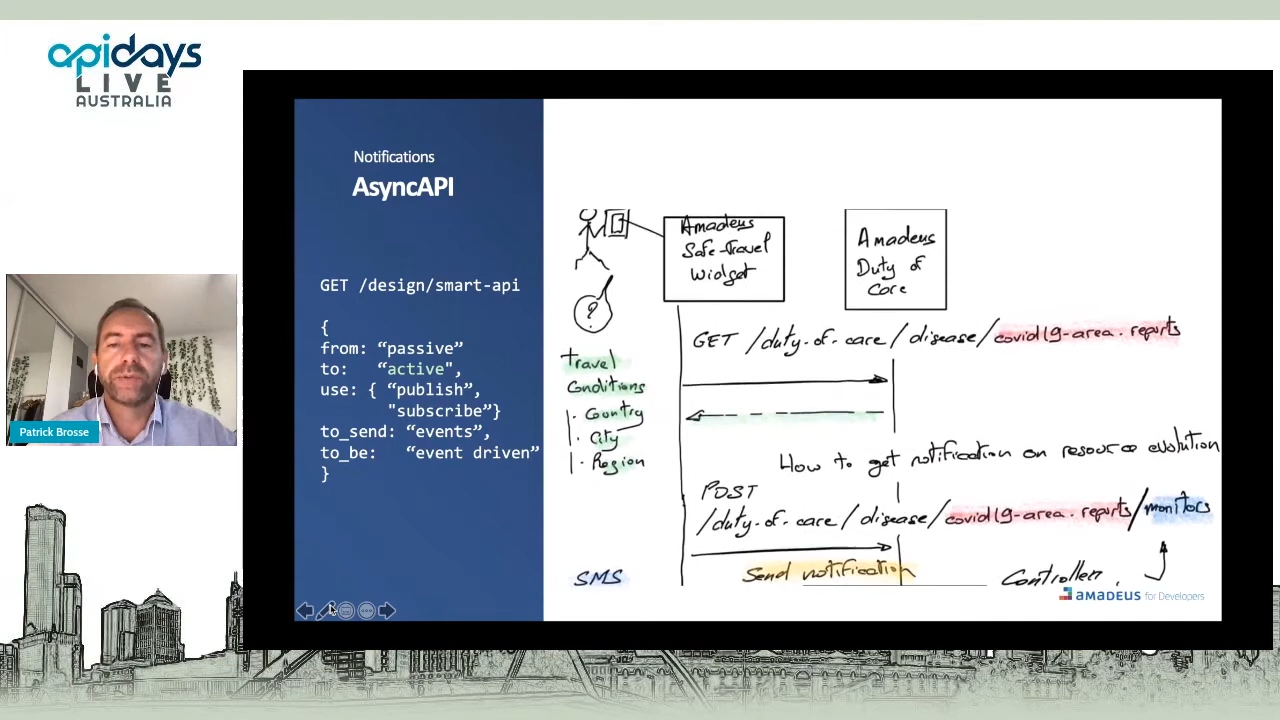 apidays
LIVE
AUSTRALIA
Patrick Brosse
Notifications
AsyncAPI
GET /design/smart-api
{
from: “passive”
to: “active",
use: { “publish”,
"subscribe”}
to_send: “events”,
to_be: “event driven”
}
Amadeus
Safe-Travel
Widget
Amadeus
Duty of
Care
?
Travel
Conditions
· Country
· City
· Region
GET /duty-of-care/disease/covid19-area-reports
How to get notification on resource evolution
POST
/duty-of-care/disease/covid19-area-reports/monitors
SMS
Send notification
Controller
amadeus for Developers